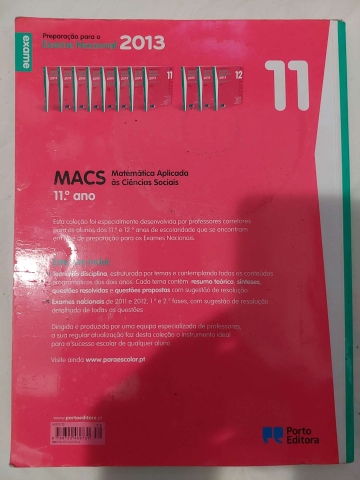 exame
Preparação para o
Exame Nacional 2013
11
12
11
MACS Matemática Aplicada
às Ciências Sociais
11.º ano
Esta coleção foi especialmente desenvolvida por professores corretores
para os alunos dos 11.º e 12.º anos de escolaridade que se encontram
em fase de preparação para os Exames Nacionais.
Toda a disciplina, estruturada por temas e contemplando todos os conteúdos
programáticos dos dois anos. Cada tema contém: resumo teórico, sínteses,
questões resolvidas e questões propostas com sugestão de resolução
Exames nacionais de 2011 e 2012, 1.ª e 2.ª fases, com sugestão de resolução
detalhada de todas as questões
Dirigida e produzida por uma equipa especializada de professores,
a sua regular atualização faz desta coleção o instrumento ideal
para o sucesso escolar de qualquer aluno.
Visite ainda www.paraescolar.pt
www.portoeditora.pt
Porto
Editora